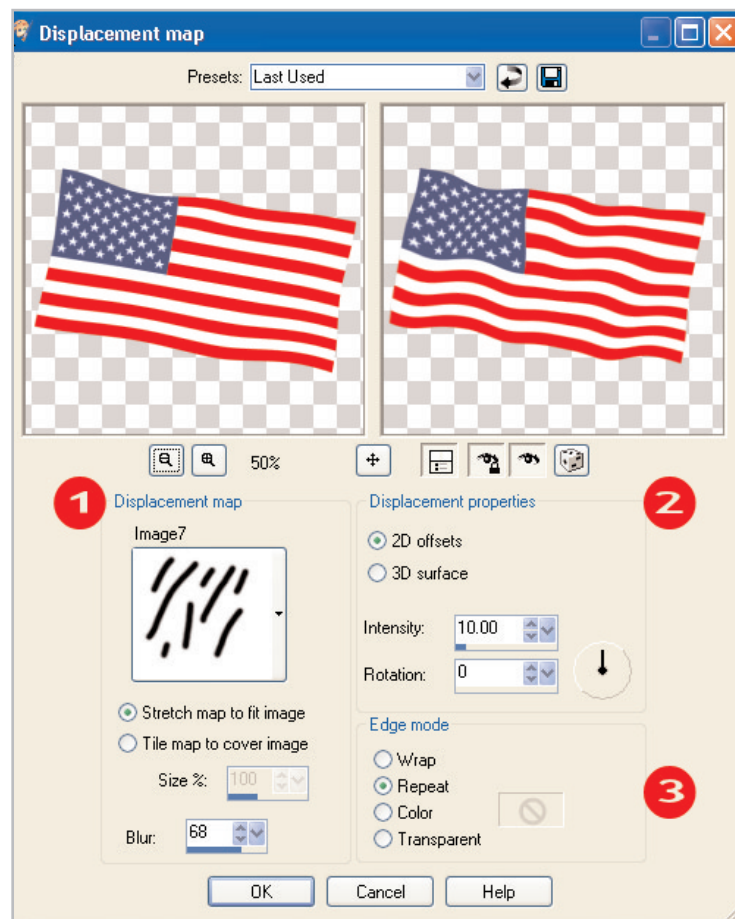 Displacement map
Presets: Last Used
50%
1
Displacement map
Image7
Stretch map to fit image
Tile map to cover image
Size %: 100
Blur: 68
2
Displacement properties
2D offsets
3D surface
Intensity: 10.00
Rotation: 0
Edge mode
3
Wrap
Repeat
Color
Transparent
OK
Cancel
Help